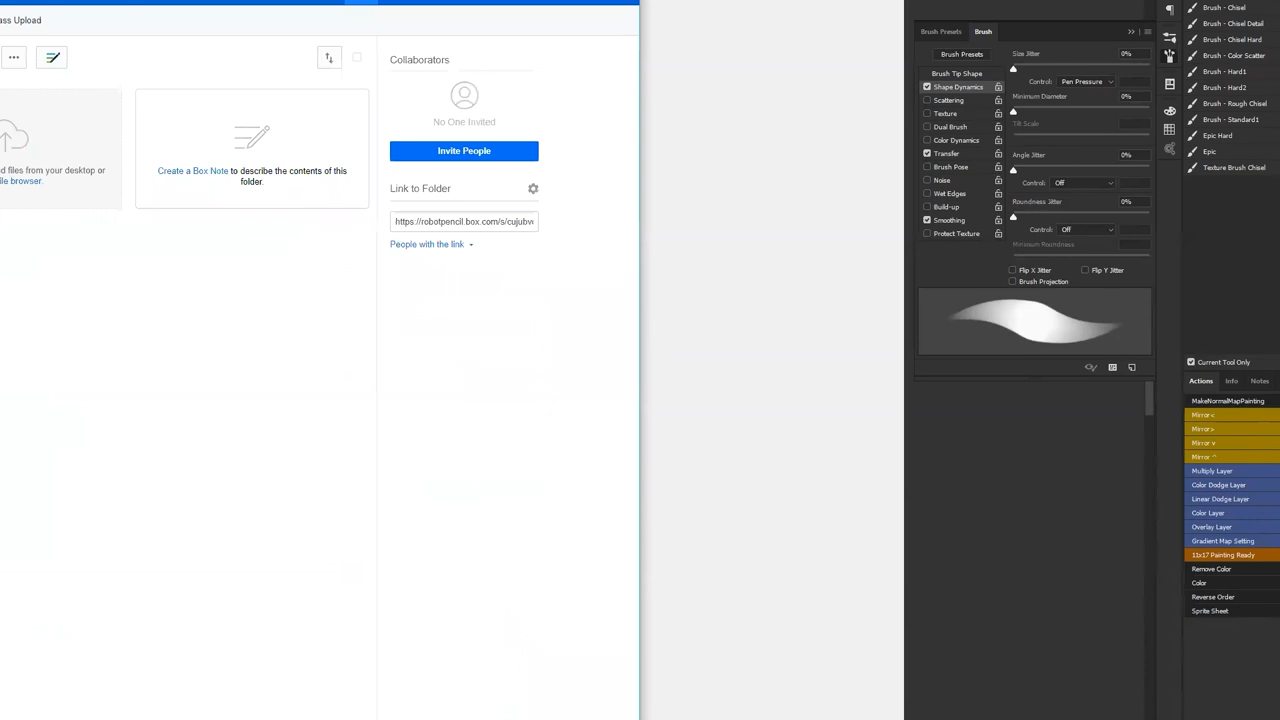 ass Upload
Collaborators
No One Invited
Invite People
Create a Box Note to describe the contents of this
folder.
ed files from your desktop or
ile browser.
Link to Folder
https://robotpencil.box.com/s/cujubv
People with the link
Brush Presets
Brush
Brush Presets
Brush Tip Shape
Shape Dynamics
Scattering
Texture
Dual Brush
Color Dynamics
Transfer
Brush Pose
Noise
Wet Edges
Build-up
Smoothing
Protect Texture
Size Jitter
0%
Control: Pen Pressure
Minimum Diameter
0%
Tilt Scale
Angle Jitter
0%
Control: Off
Roundness Jitter
0%
Control: Off
Minimum Roundness
Flip X Jitter
Flip Y Jitter
Brush Projection
Brush - Chisel
Brush - Chisel Detail
Brush - Chisel Hard
Brush - Color Scatter
Brush - Hard1
Brush - Hard2
Brush - Rough Chisel
Brush - Standard1
Epic Hard
Epic
Texture Brush Chisel
Current Tool Only
Actions
Info
Notes
MakeNormalMapPainting
Mirror <
Mirror >
Mirror v
Mirror ^
Multiply Layer
Color Dodge Layer
Linear Dodge Layer
Color Layer
Overlay Layer
Gradient Map Setting
11x17 Painting Ready
Remove Color
Color
Reverse Order
Sprite Sheet